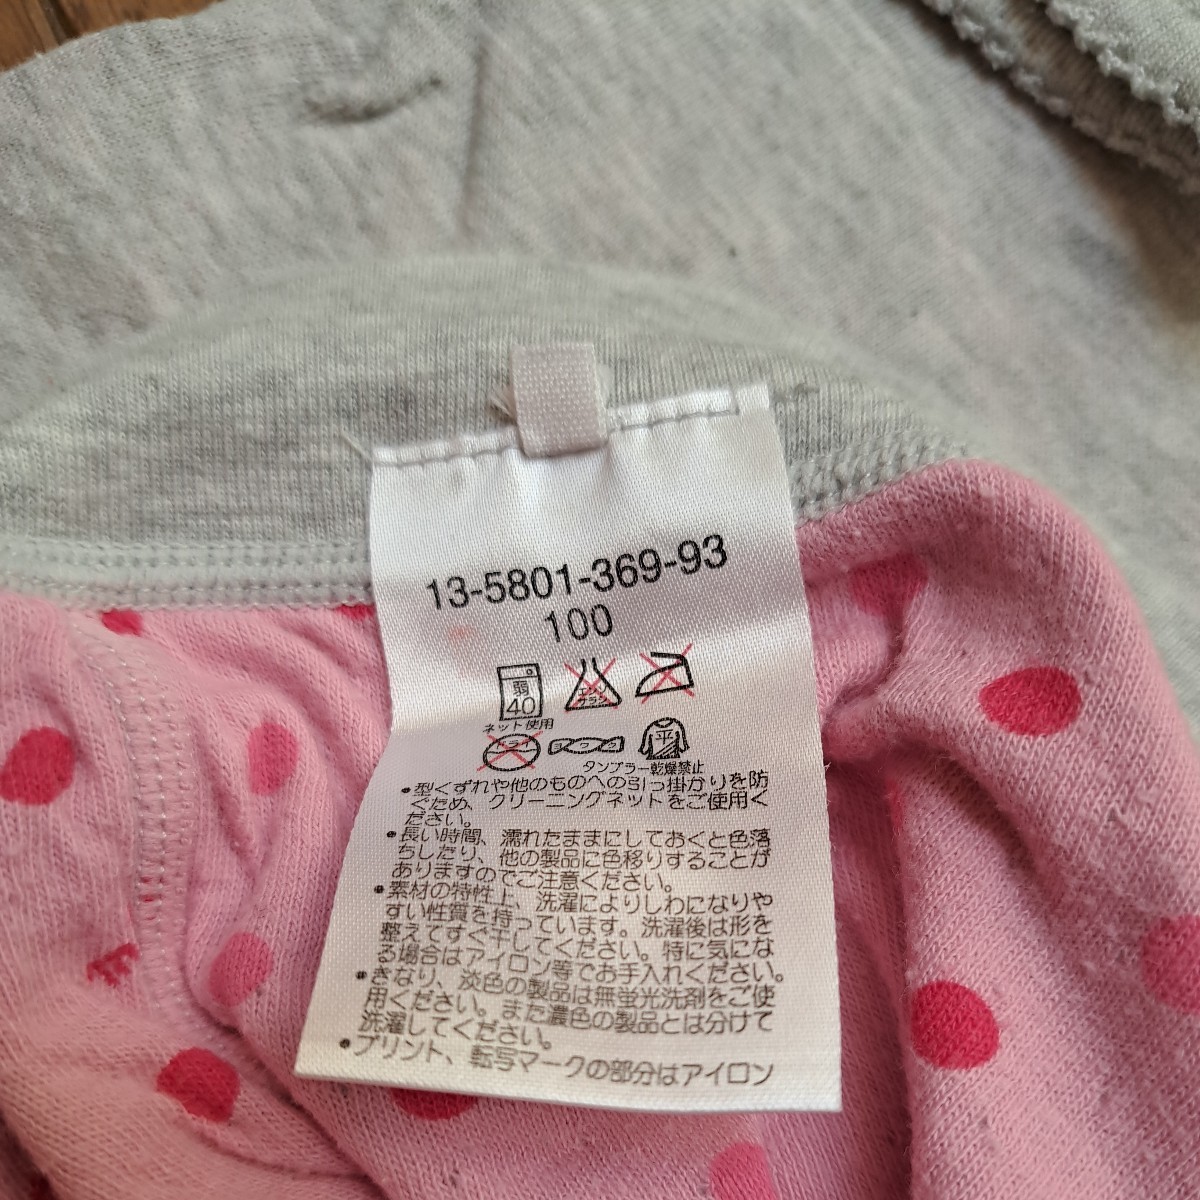 13-5801-369-93
100
弱
40
エンソ
サラシ
ネット使用
ドライ
平
タンブラー乾燥禁止
•型くずれや他のものへの引っ掛かりを防
ぐため、クリーニングネットをご使用く
ださい。
•長い時間、濡れたままにしておくと色落
ちしたり、他の製品に色移りすることが
ありますのでご注意ください。
•素材の特性上、洗濯によりしわになりや
すい性質を持っています。洗濯後は形を
整えてすぐ干してください。特に気にな
る場合はアイロン等でお手入れください。
•きなり、淡色の製品は無蛍光洗剤をご使
用ください。また濃色の製品とは分けて
洗濯してください。
•プリント、転写マークの部分はアイロン